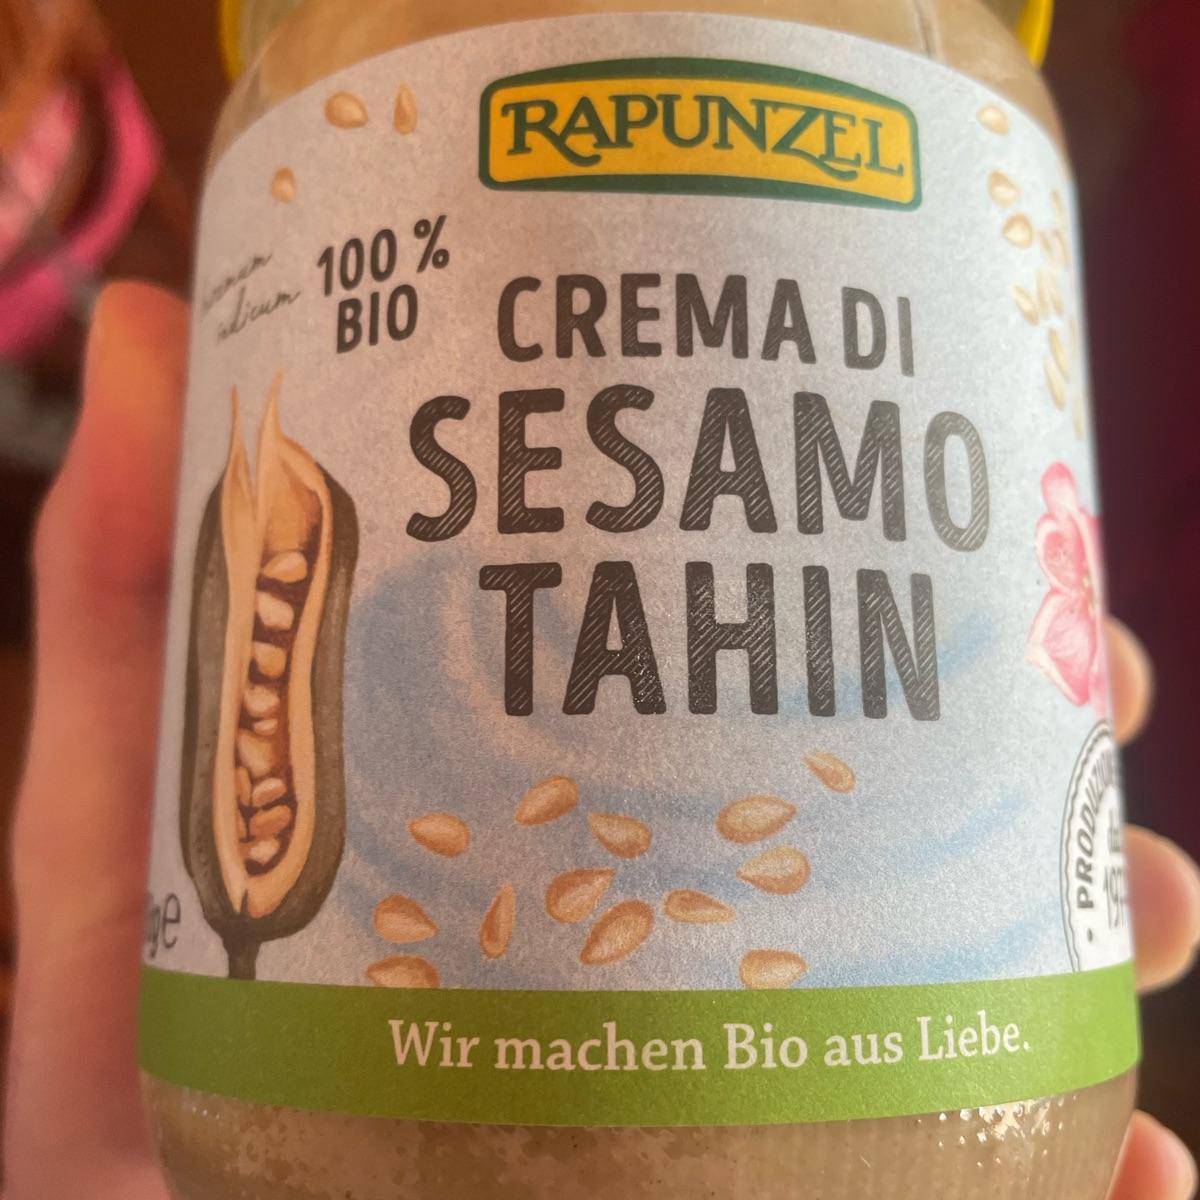 RAPUNZEL
100 %
BIO
CREMA DI
SESAMO
TAHIN
Wir machen Bio aus Liebe.